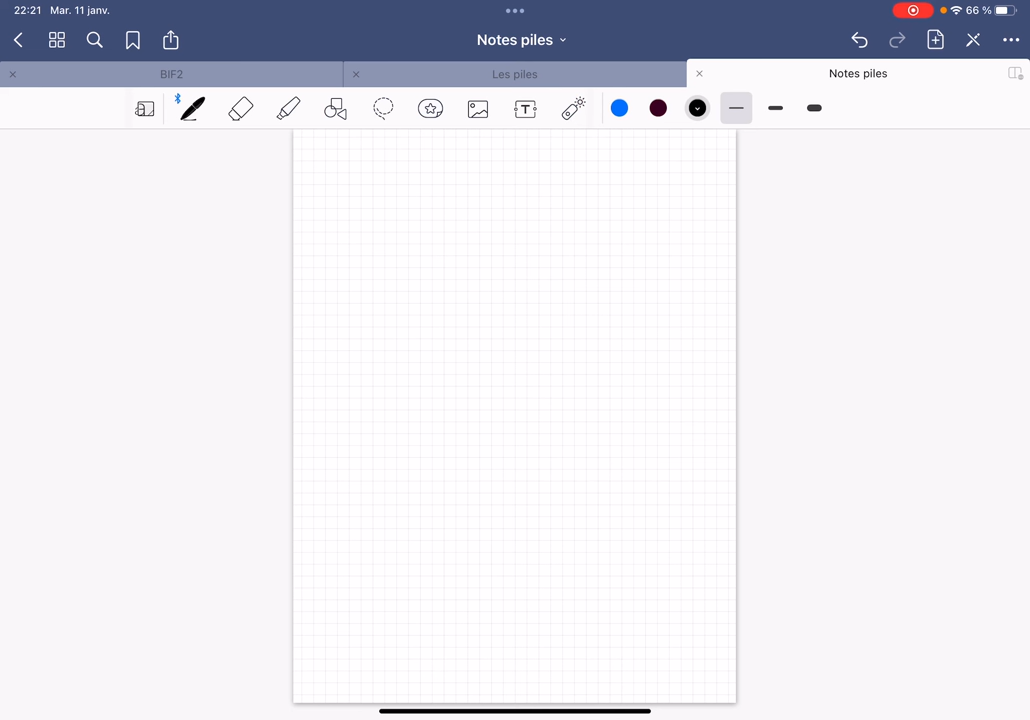 22:21 Mar. 11 janv. 66 %
Notes piles
BIF2 Les piles Notes piles
a T